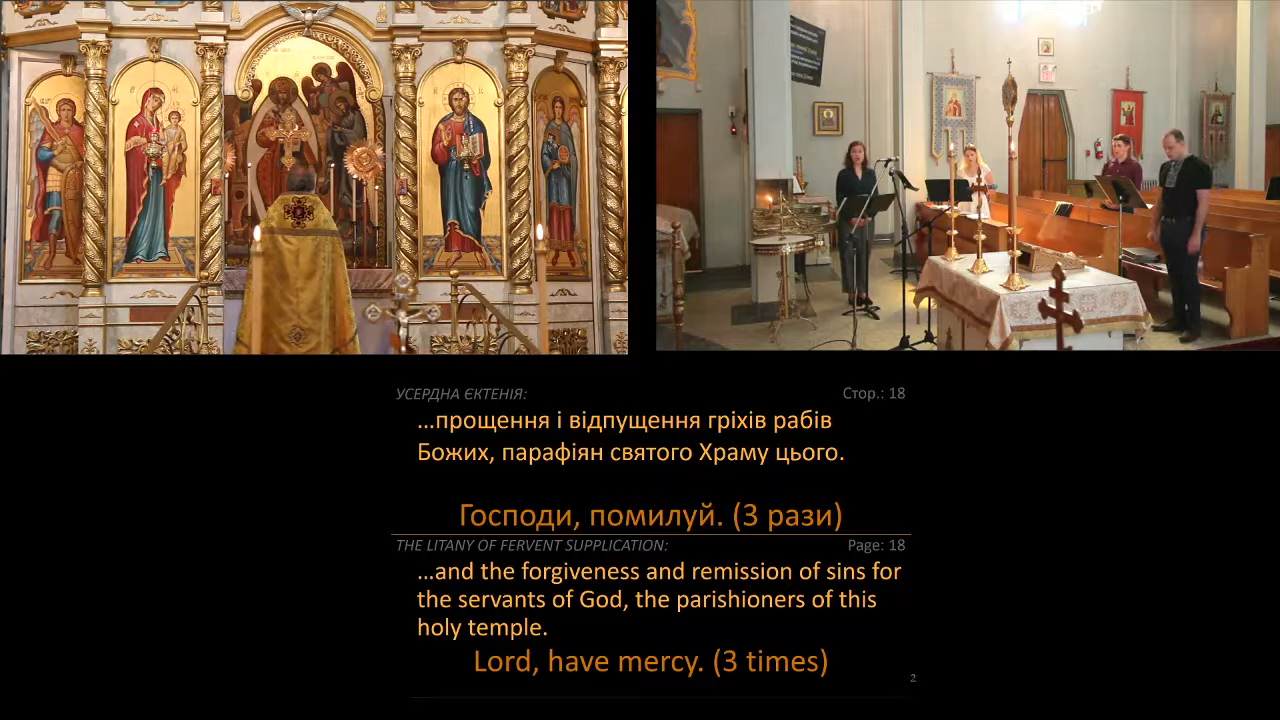 УСЕРДНА ЄКТЕНІЯ: Стор.: 18
...прощення і відпущення гріхів рабів
Божих, парафіян святого Храму цього.
Господи, помилуй. (3 рази)
THE LITANY OF FERVENT SUPPLICATION: Page: 18
...and the forgiveness and remission of sins for
the servants of God, the parishioners of this
holy temple.
Lord, have mercy. (3 times)
2